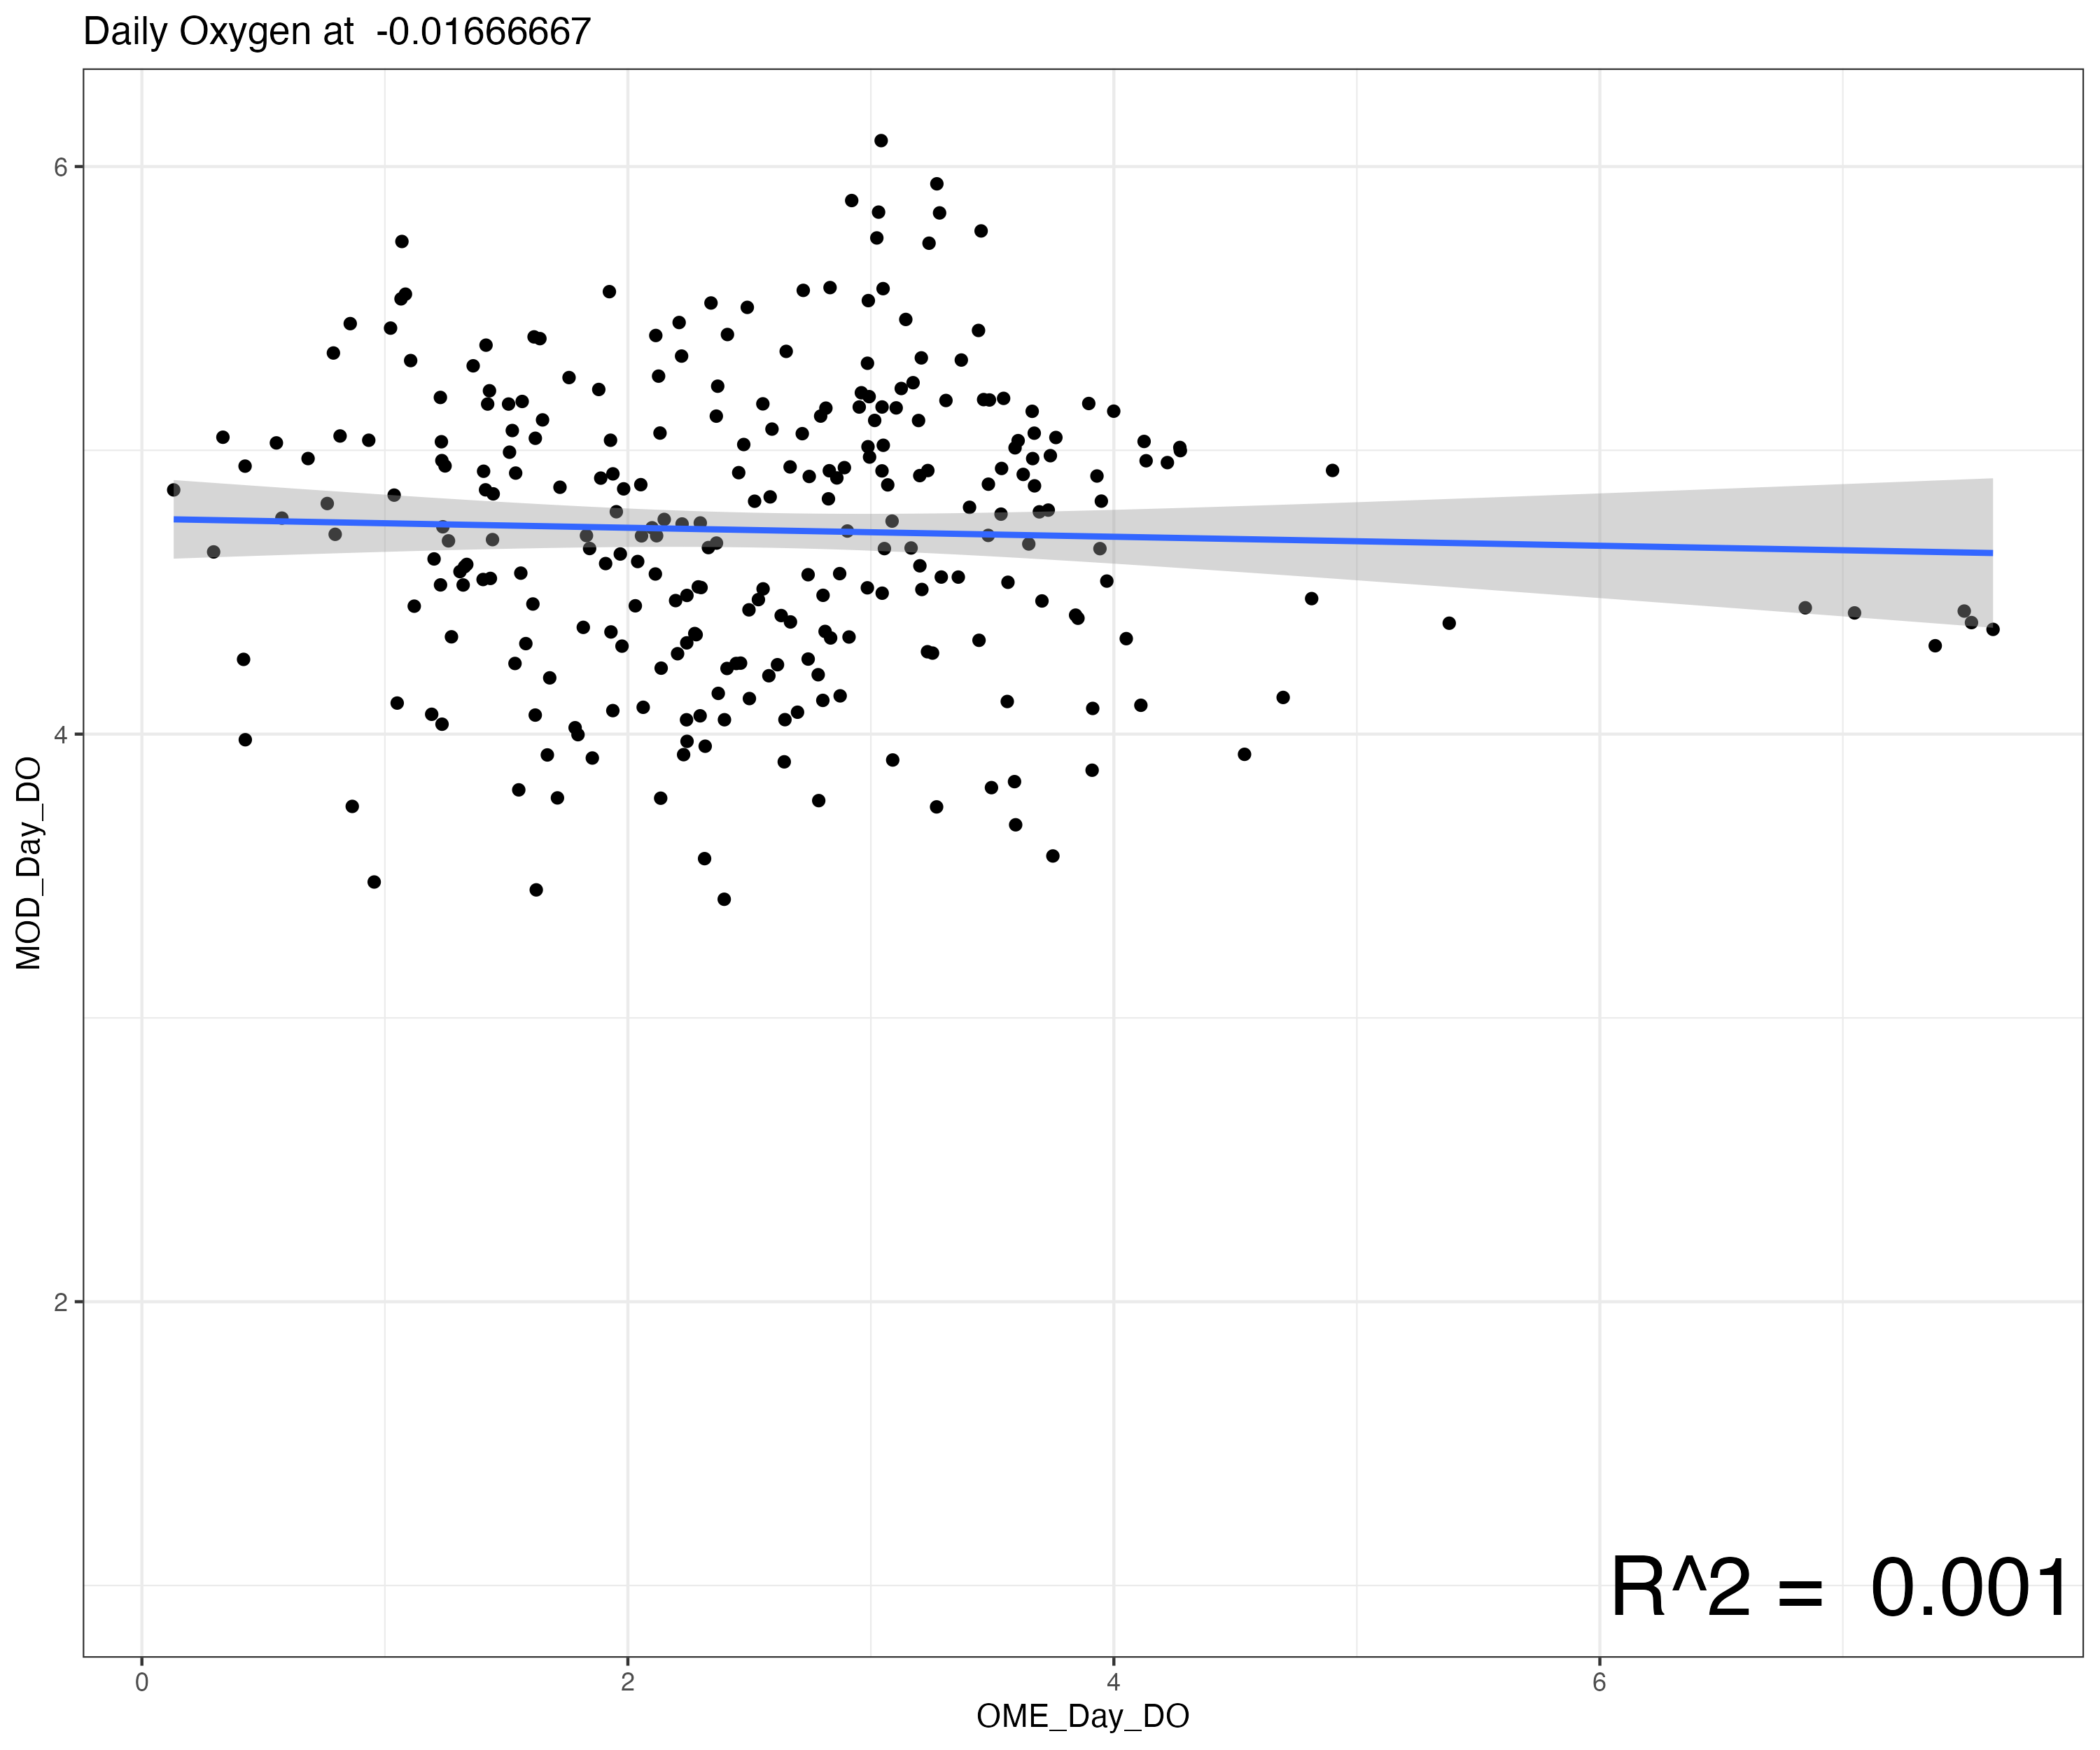 Daily Oxygen at  -0.01666667
6
4
2
MOD_Day_DO
R^2 =  0.001
0 2 4 6
OME_Day_DO